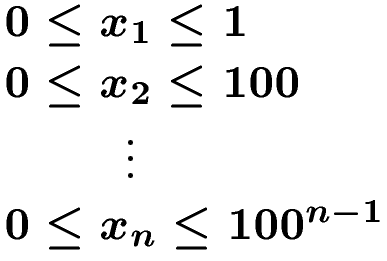 0 ≤ x₁ ≤ 1
0 ≤ x₂ ≤ 100
⋮
0 ≤ xₙ ≤ 100ⁿ⁻¹